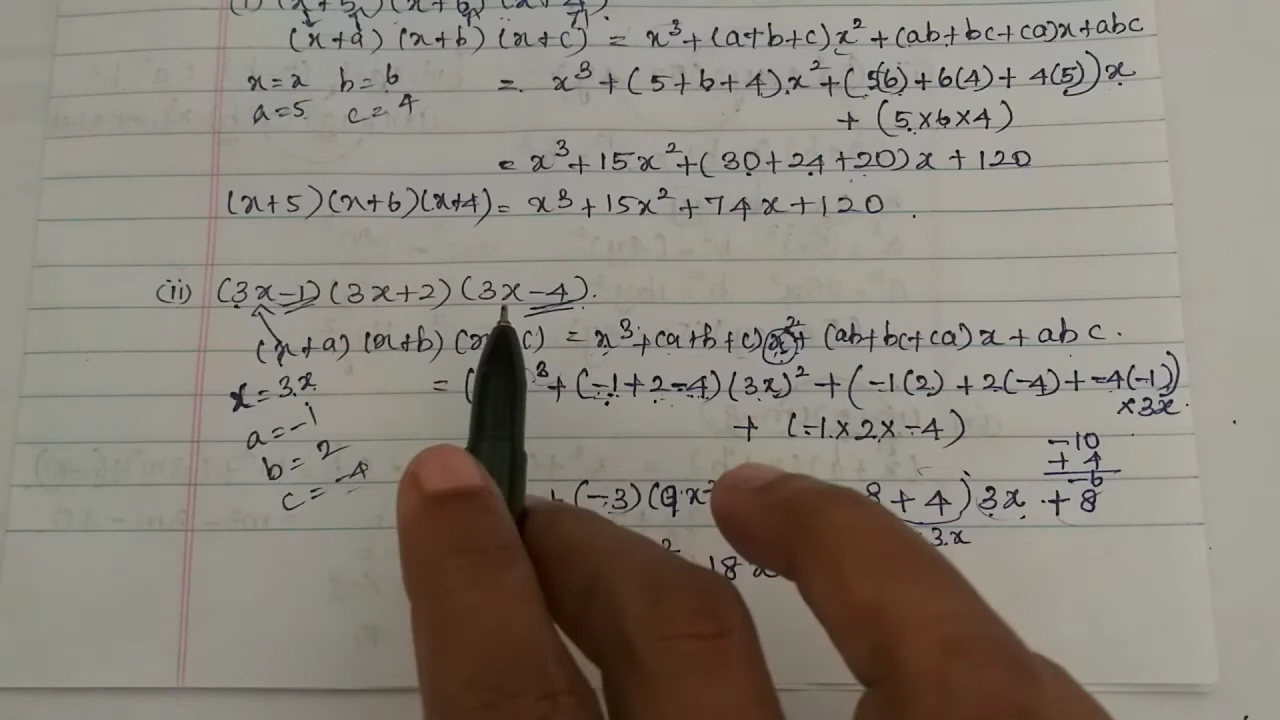 (x+a) (x+b) (x+c) = x³+(a+b+c)x²+(ab+bc+ca)x+abc
x=x b=6 = x³+(5+6+4)x²+(5(6)+6(4)+4(5))x
a=5 c=4 + (5×6×4)
= x³+15x²+(30+24+20)x+120
(x+5)(x+6)(x+4)= x³+15x²+74x+120.
(ii) (3x-1)(3x+2)(3x-4).
(x+a)(x+b)(x c) = x³+(a+b+c)x²+(ab+bc+ca)x+abc.
x=3x = ( ³+(-1+2-4)(3x)²+(-1(2)+2(-4)+-4(-1))
×3x.
a=-1 + (-1×2×-4)
b=2 -10
c=-4 + 4
-6
+(-3)(9x² 8+4)3x+8
-3x
² 18x